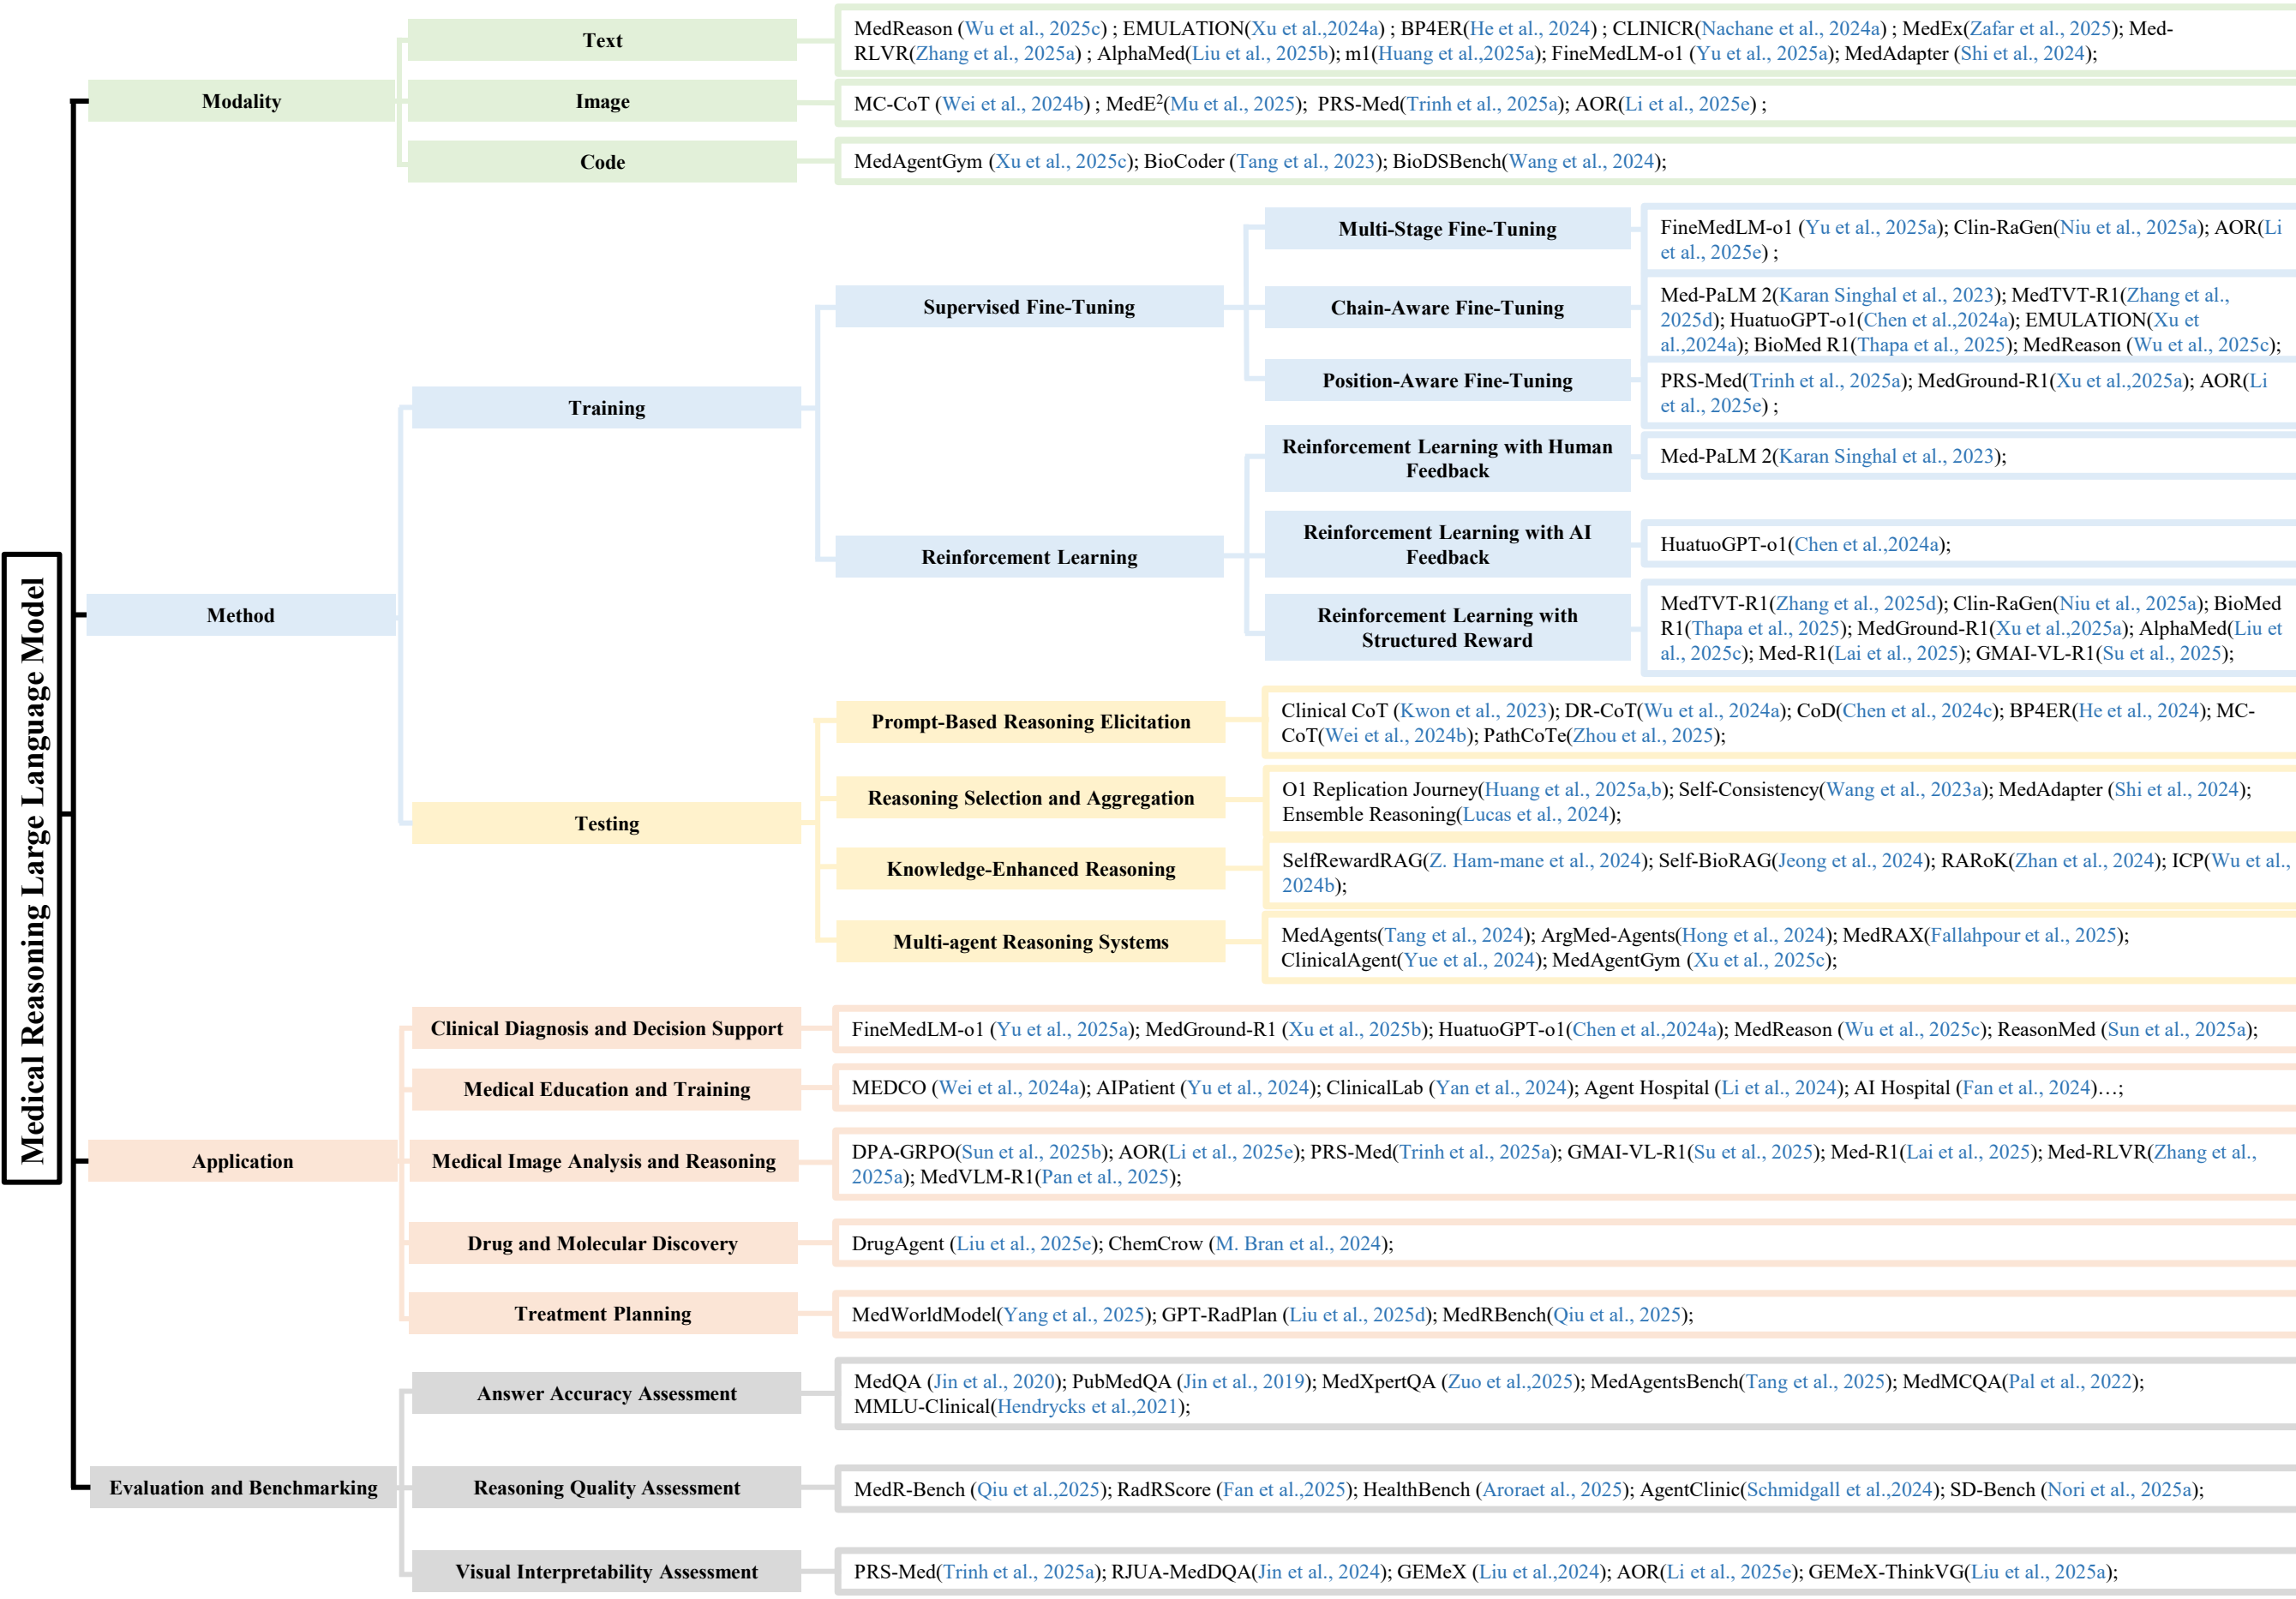 Medical Reasoning Large Language Model
Modality
Text
MedReason (Wu et al., 2025c) ; EMULATION(Xu et al.,2024a) ; BP4ER(He et al., 2024) ; CLINICR(Nachane et al., 2024a) ; MedEx(Zafar et al., 2025); Med-
RLVR(Zhang et al., 2025a) ; AlphaMed(Liu et al., 2025b); m1(Huang et al.,2025a); FineMedLM-o1 (Yu et al., 2025a); MedAdapter (Shi et al., 2024);
Image
MC-CoT (Wei et al., 2024b) ; MedE²(Mu et al., 2025); PRS-Med(Trinh et al., 2025a); AOR(Li et al., 2025e) ;
Code
MedAgentGym (Xu et al., 2025c); BioCoder (Tang et al., 2023); BioDSBench(Wang et al., 2024);
Method
Training
Supervised Fine-Tuning
Multi-Stage Fine-Tuning
FineMedLM-o1 (Yu et al., 2025a); Clin-RaGen(Niu et al., 2025a); AOR(Li
et al., 2025e) ;
Chain-Aware Fine-Tuning
Med-PaLM 2(Karan Singhal et al., 2023); MedTVT-R1(Zhang et al.,
2025d); HuatuoGPT-o1(Chen et al.,2024a); EMULATION(Xu et
al.,2024a); BioMed R1(Thapa et al., 2025); MedReason (Wu et al., 2025c);
Position-Aware Fine-Tuning
PRS-Med(Trinh et al., 2025a); MedGround-R1(Xu et al.,2025a); AOR(Li
et al., 2025e) ;
Reinforcement Learning
Reinforcement Learning with Human
Feedback
Med-PaLM 2(Karan Singhal et al., 2023);
Reinforcement Learning with AI
Feedback
HuatuoGPT-o1(Chen et al.,2024a);
Reinforcement Learning with
Structured Reward
MedTVT-R1(Zhang et al., 2025d); Clin-RaGen(Niu et al., 2025a); BioMed
R1(Thapa et al., 2025); MedGround-R1(Xu et al.,2025a); AlphaMed(Liu et
al., 2025c); Med-R1(Lai et al., 2025); GMAI-VL-R1(Su et al., 2025);
Testing
Prompt-Based Reasoning Elicitation
Clinical CoT (Kwon et al., 2023); DR-CoT(Wu et al., 2024a); CoD(Chen et al., 2024c); BP4ER(He et al., 2024); MC-
CoT(Wei et al., 2024b); PathCoTe(Zhou et al., 2025);
Reasoning Selection and Aggregation
O1 Replication Journey(Huang et al., 2025a,b); Self-Consistency(Wang et al., 2023a); MedAdapter (Shi et al., 2024);
Ensemble Reasoning(Lucas et al., 2024);
Knowledge-Enhanced Reasoning
SelfRewardRAG(Z. Ham-mane et al., 2024); Self-BioRAG(Jeong et al., 2024); RARoK(Zhan et al., 2024); ICP(Wu et al.,
2024b);
Multi-agent Reasoning Systems
MedAgents(Tang et al., 2024); ArgMed-Agents(Hong et al., 2024); MedRAX(Fallahpour et al., 2025);
ClinicalAgent(Yue et al., 2024); MedAgentGym (Xu et al., 2025c);
Application
Clinical Diagnosis and Decision Support
FineMedLM-o1 (Yu et al., 2025a); MedGround-R1 (Xu et al., 2025b); HuatuoGPT-o1(Chen et al.,2024a); MedReason (Wu et al., 2025c); ReasonMed (Sun et al., 2025a);
Medical Education and Training
MEDCO (Wei et al., 2024a); AIPatient (Yu et al., 2024); ClinicalLab (Yan et al., 2024); Agent Hospital (Li et al., 2024); AI Hospital (Fan et al., 2024)…;
Medical Image Analysis and Reasoning
DPA-GRPO(Sun et al., 2025b); AOR(Li et al., 2025e); PRS-Med(Trinh et al., 2025a); GMAI-VL-R1(Su et al., 2025); Med-R1(Lai et al., 2025); Med-RLVR(Zhang et al.,
2025a); MedVLM-R1(Pan et al., 2025);
Drug and Molecular Discovery
DrugAgent (Liu et al., 2025e); ChemCrow (M. Bran et al., 2024);
Treatment Planning
MedWorldModel(Yang et al., 2025); GPT-RadPlan (Liu et al., 2025d); MedRBench(Qiu et al., 2025);
Evaluation and Benchmarking
Answer Accuracy Assessment
MedQA (Jin et al., 2020); PubMedQA (Jin et al., 2019); MedXpertQA (Zuo et al.,2025); MedAgentsBench(Tang et al., 2025); MedMCQA(Pal et al., 2022);
MMLU-Clinical(Hendrycks et al.,2021);
Reasoning Quality Assessment
MedR-Bench (Qiu et al.,2025); RadRScore (Fan et al.,2025); HealthBench (Aroraet al., 2025); AgentClinic(Schmidgall et al.,2024); SD-Bench (Nori et al., 2025a);
Visual Interpretability Assessment
PRS-Med(Trinh et al., 2025a); RJUA-MedDQA(Jin et al., 2024); GEMeX (Liu et al.,2024); AOR(Li et al., 2025e); GEMeX-ThinkVG(Liu et al., 2025a);